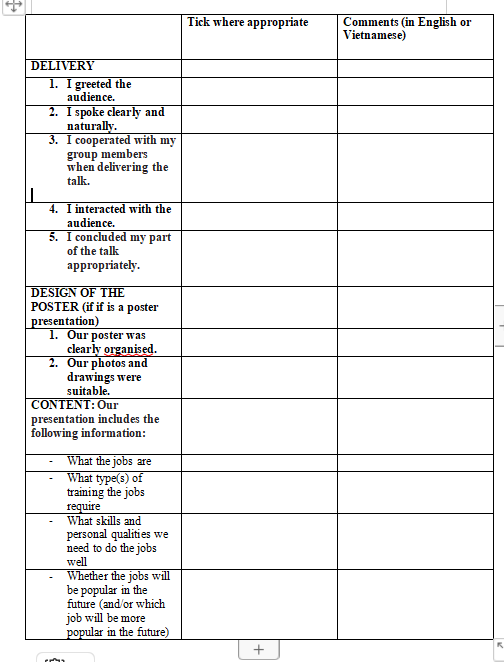 Tick where appropriate
Comments (in English or
Vietnamese)
DELIVERY
1. I greeted the
audience.
2. I spoke clearly and
naturally.
3. I cooperated with my
group members
when delivering the
talk.
4. I interacted with the
audience.
5. I concluded my part
of the talk
appropriately.
DESIGN OF THE
POSTER (if if is a poster
presentation)
1. Our poster was
clearly organised.
2. Our photos and
drawings were
suitable.
CONTENT: Our
presentation includes the
following information:
- What the jobs are
- What type(s) of
training the jobs
require
- What skills and
personal qualities we
need to do the jobs
well
- Whether the jobs will
be popular in the
future (and/or which
job will be more
popular in the future)